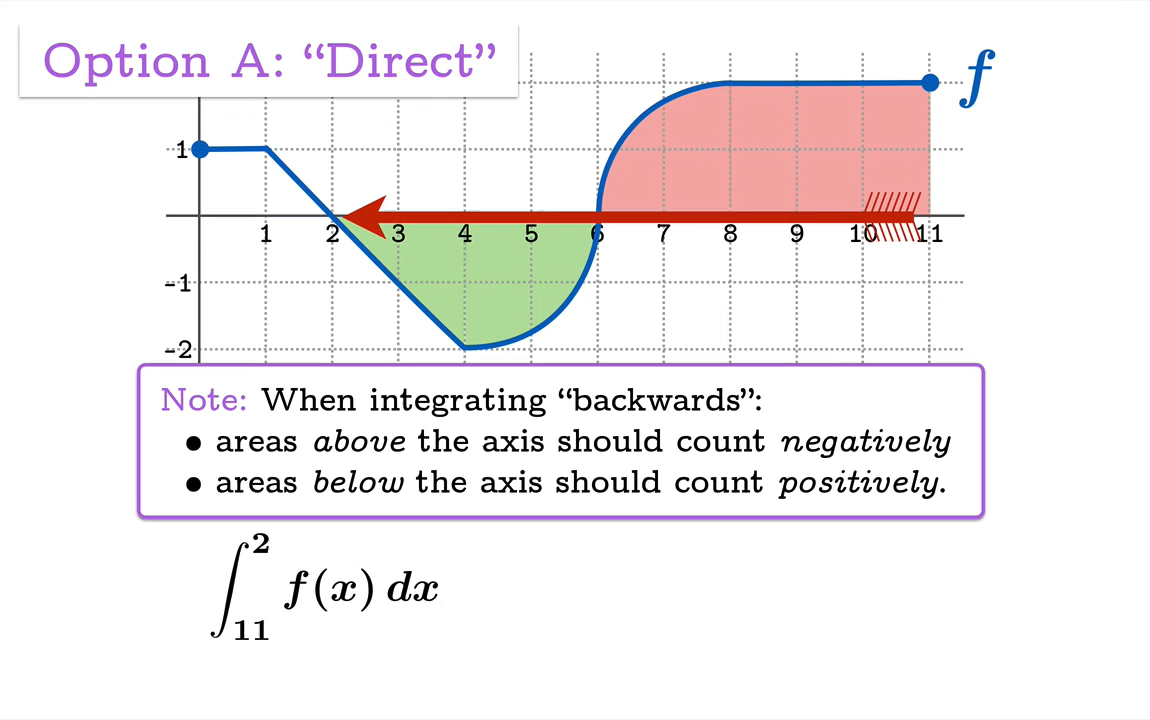 Option A: “Direct”
f
1
1 2 3 4 5 6 7 8 9 10 11
-1
-2
Note: When integrating “backwards”:
● areas above the axis should count negatively
● areas below the axis should count positively.
∫₁₁² f(x) dx